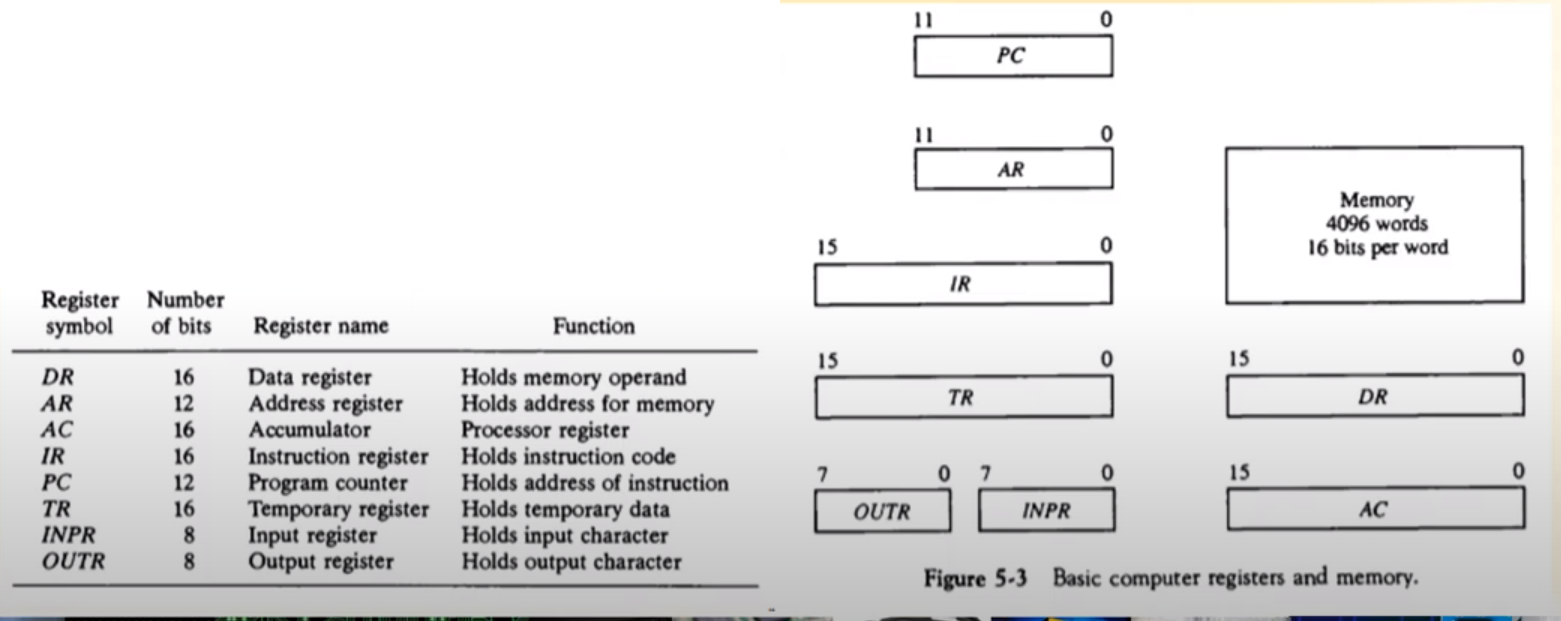 Register Number
symbol of bits Register name Function
DR 16 Data register Holds memory operand
AR 12 Address register Holds address for memory
AC 16 Accumulator Processor register
IR 16 Instruction register Holds instruction code
PC 12 Program counter Holds address of instruction
TR 16 Temporary register Holds temporary data
INPR 8 Input register Holds input character
OUTR 8 Output register Holds output character
11 0
PC
11 0
AR
15 0
IR
Memory
4096 words
16 bits per word
15 0
TR
15 0
DR
7 0
OUTR
7 0
INPR
15 0
AC
Figure 5-3 Basic computer registers and memory.